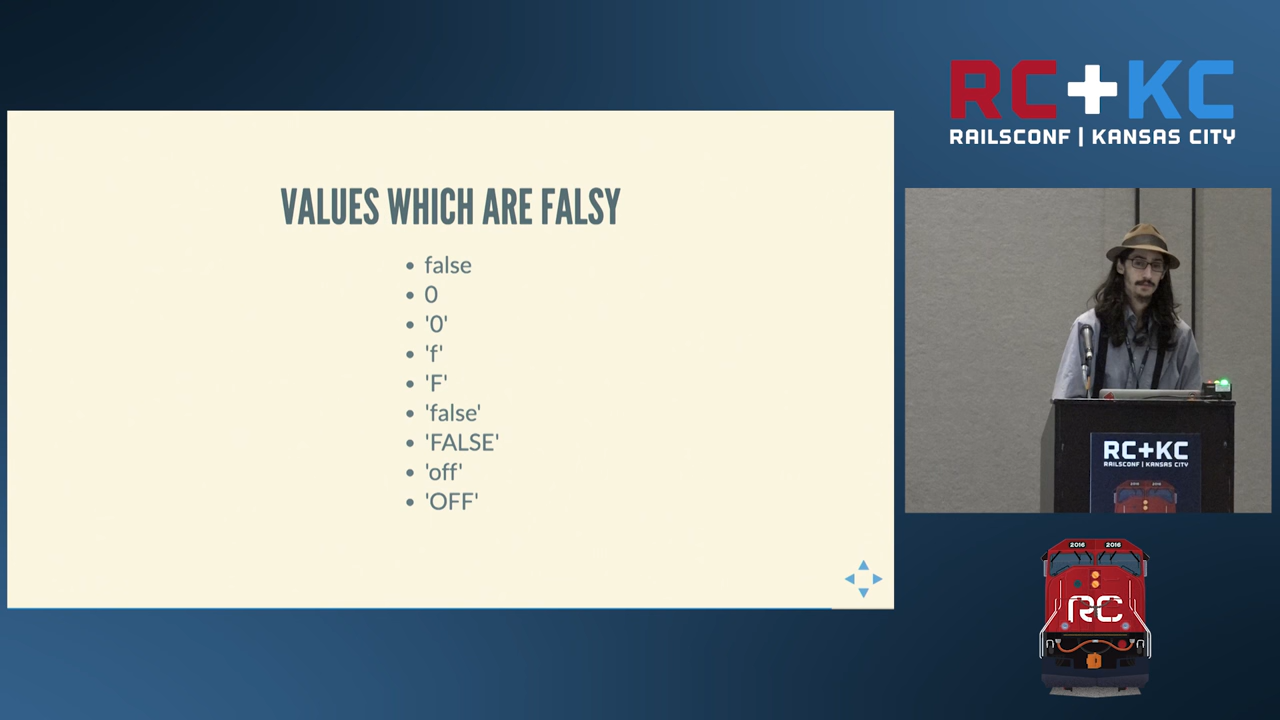 RC+KC
RAILSCONF | KANSAS CITY
VALUES WHICH ARE FALSY
• false
• 0
• '0'
• 'f'
• 'F'
• 'false'
• 'FALSE'
• 'off'
• 'OFF'
RC+KC
RAILSCONF | KANSAS CITY
2016 2016
RC